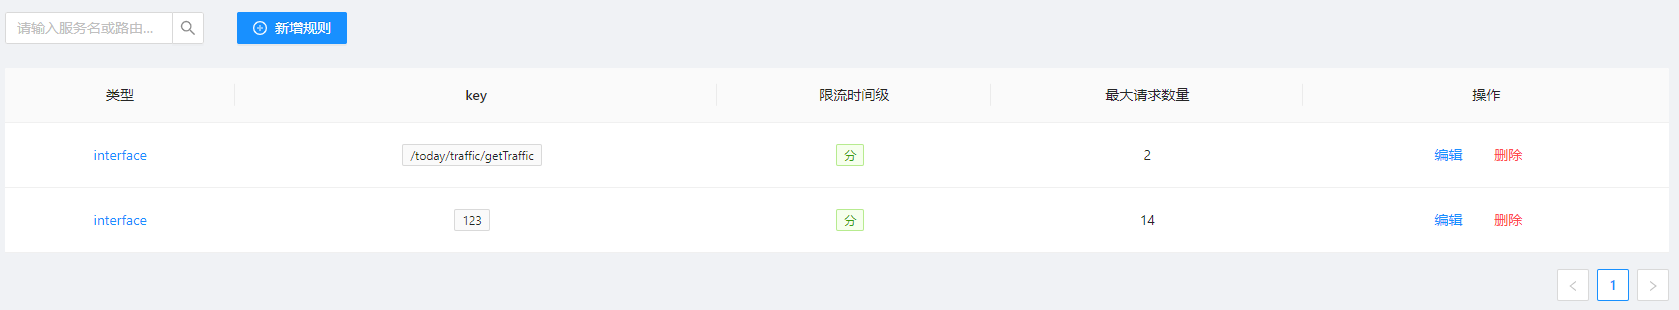 请输入服务名或路由... 新增规则
类型 key 限流时间级 最大请求数量 操作
interface /today/traffic/getTraffic 分 2 编辑 删除
interface 123 分 14 编辑 删除
1